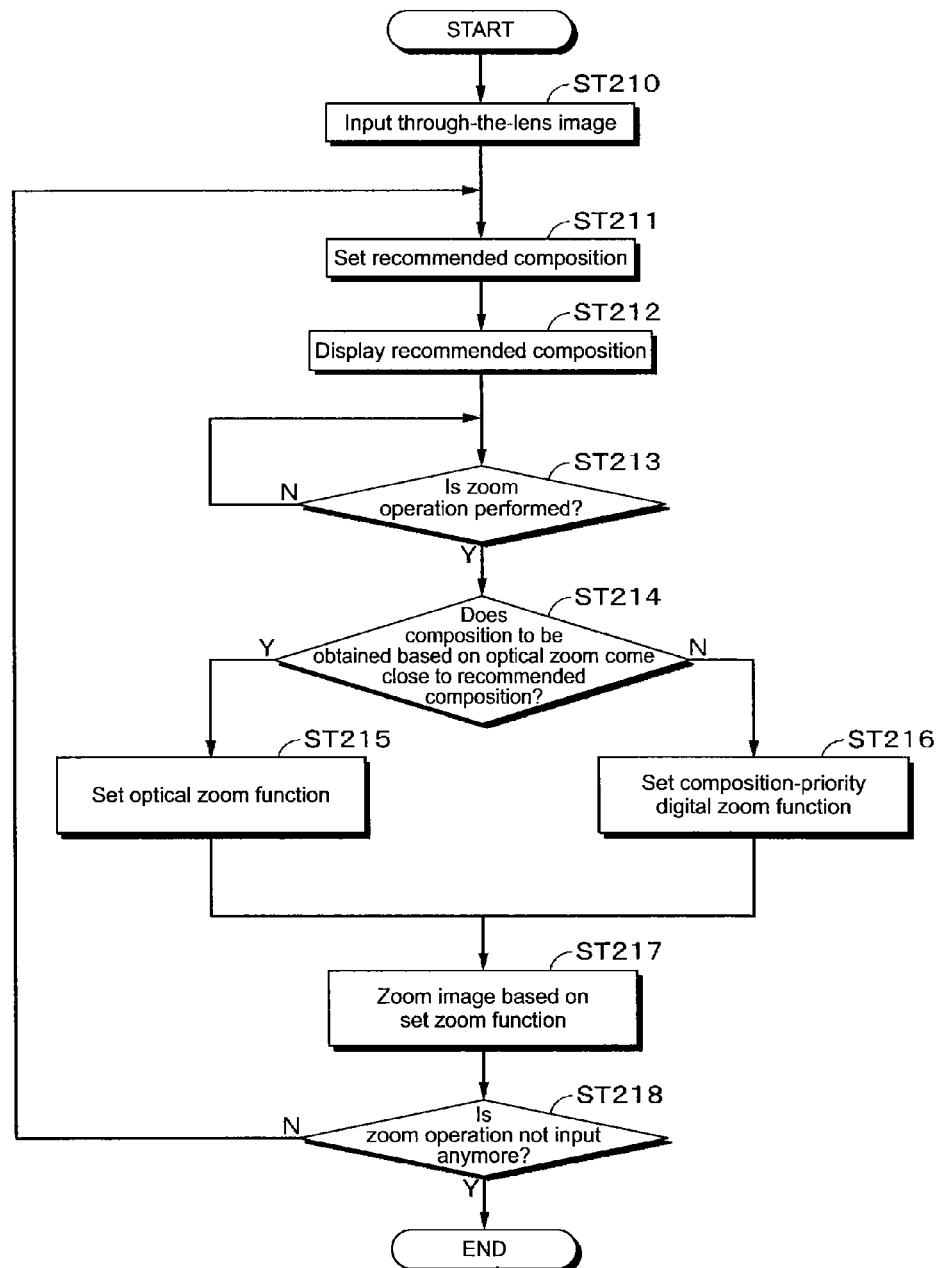 START
ST210
Input through-the-lens image
ST211
Set recommended composition
ST212
Display recommended composition
ST213
Is zoom
operation performed?
N
Y
ST214
Does
composition to be
obtained based on optical zoom come
close to recommended
composition?
Y
N
ST215
Set optical zoom function
ST216
Set composition-priority
digital zoom function
ST217
Zoom image based on
set zoom function
ST218
Is
zoom operation not input
anymore?
N
Y
END